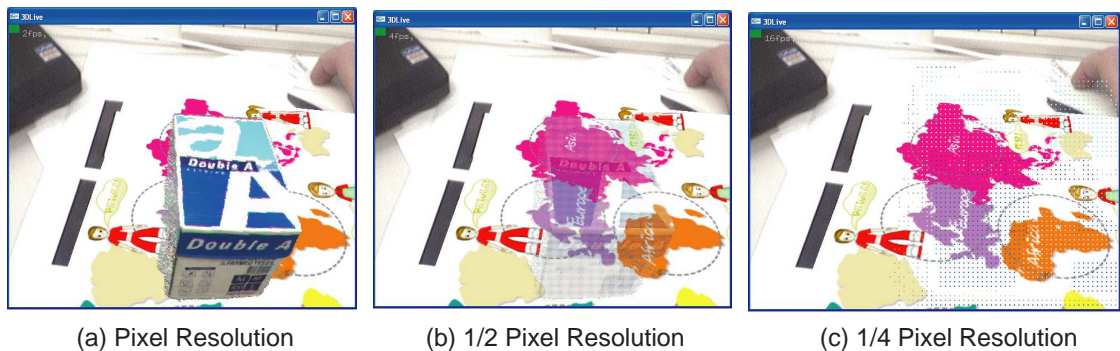 3DLive
2fps,
Double A
A
Double A
3DLive
4fps,
Asia
Double A
Europe
Africa
3DLive
16fps,
Asia
Europe
Africa
(a) Pixel Resolution
(b) 1/2 Pixel Resolution
(c) 1/4 Pixel Resolution